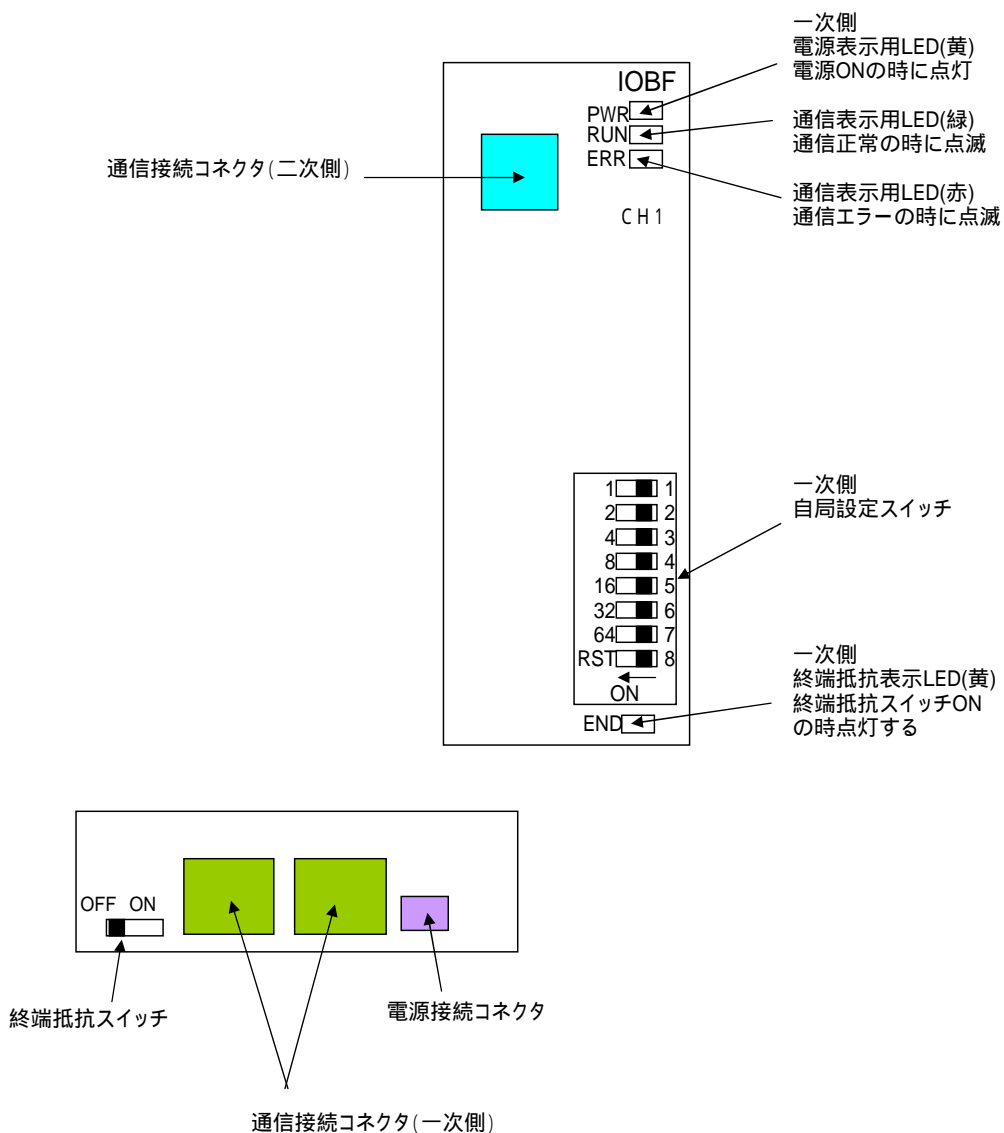 一次側
電源表示用LED(黄)
電源ONの時に点灯
IOBF
PWR
RUN
ERR
通信表示用LED(緑)
通信正常の時に点滅
通信接続コネクタ(二次側)
通信表示用LED(赤)
通信エラーの時に点滅
CH1
一次側
自局設定スイッチ
1 1
2 2
4 3
8 4
16 5
32 6
64 7
RST 8
ON
END
一次側
終端抵抗表示LED(黄)
終端抵抗スイッチON
の時点灯する
OFF ON
終端抵抗スイッチ
電源接続コネクタ
通信接続コネクタ(一次側)